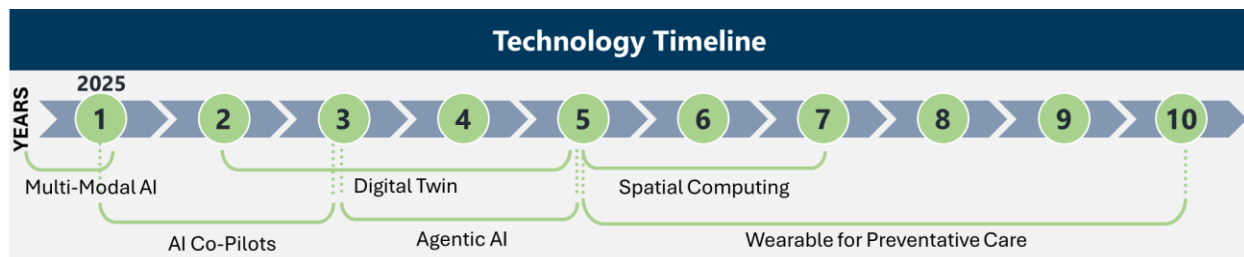 Technology Timeline
2025
YEARS
1 2 3 4 5 6 7 8 9 10
Multi-Modal AI
Digital Twin
Spatial Computing
AI Co-Pilots
Agentic AI
Wearable for Preventative Care